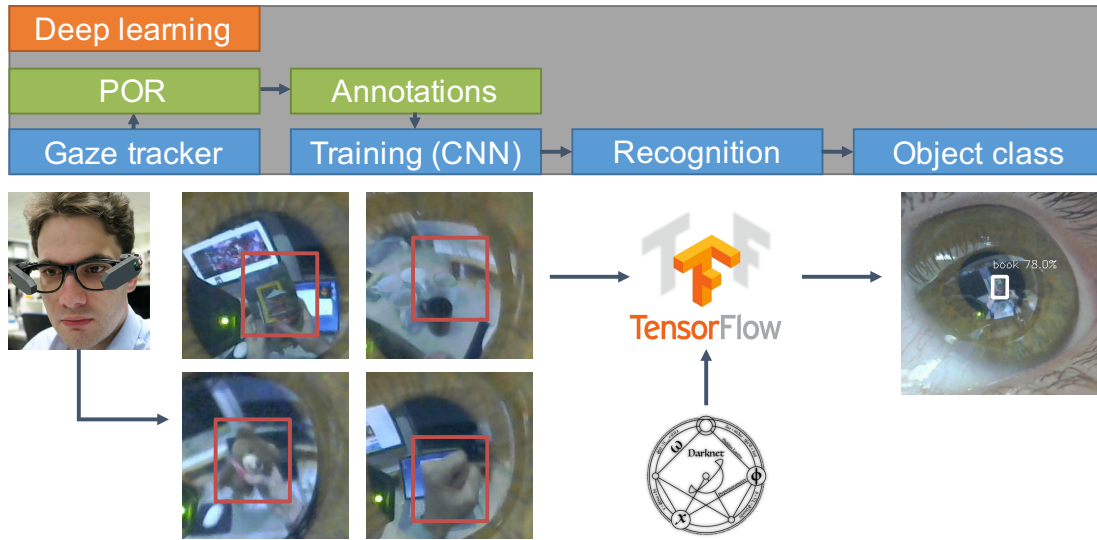 Deep learning
POR
Annotations
Gaze tracker
Training (CNN)
Recognition
Object class
book 78.0%
TensorFlow
Darknet
ω
ϕ
x